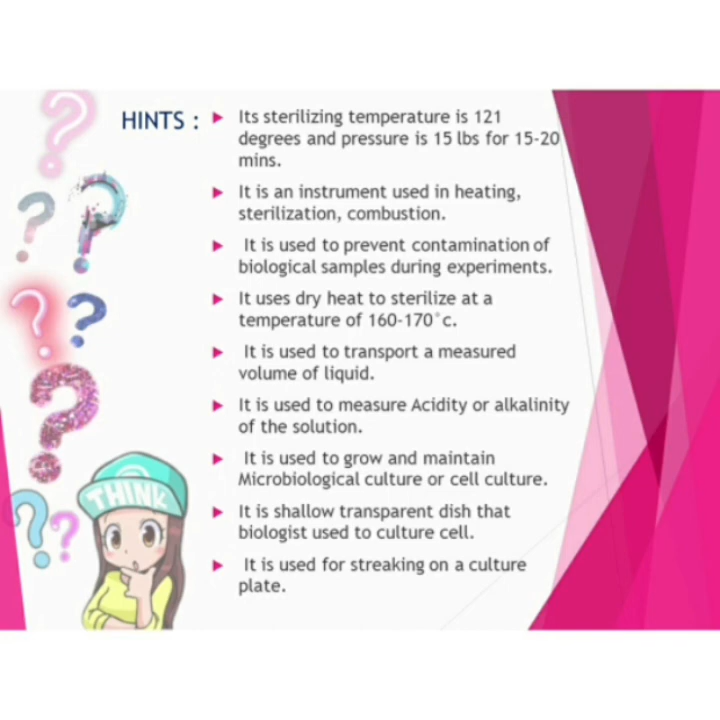 HINTS :
Its sterilizing temperature is 121
degrees and pressure is 15 lbs for 15-20
mins.
It is an instrument used in heating,
sterilization, combustion.
It is used to prevent contamination of
biological samples during experiments.
It uses dry heat to sterilize at a
temperature of 160-170°c.
It is used to transport a measured
volume of liquid.
It is used to measure Acidity or alkalinity
of the solution.
It is used to grow and maintain
Microbiological culture or cell culture.
It is shallow transparent dish that
biologist used to culture cell.
It is used for streaking on a culture
plate.
THINK